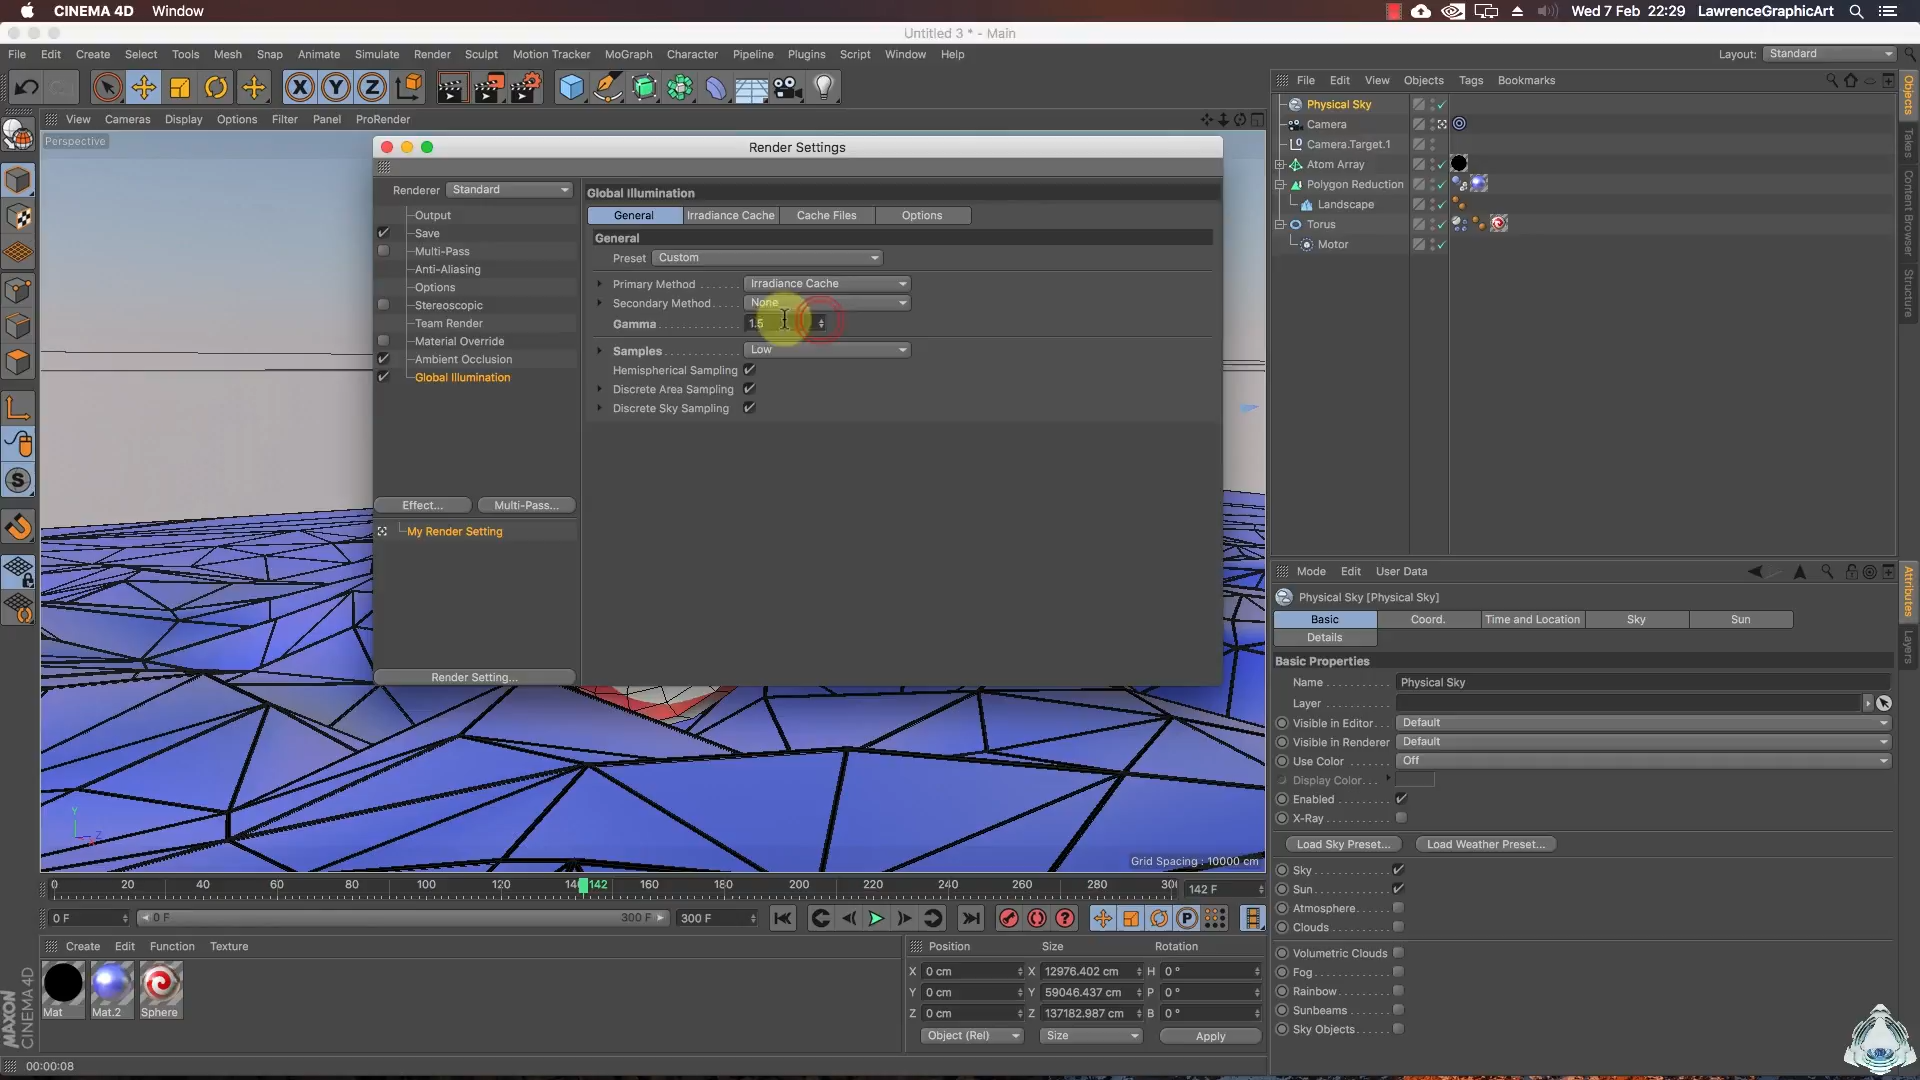 CINEMA 4D Window
Wed 7 Feb 22:29 LawrenceGraphicArt
Untitled 3 * - Main
File Edit Create Select Tools Mesh Snap Animate Simulate Render Sculpt Motion Tracker MoGraph Character Pipeline Plugins Script Window Help
Layout: Standard
File Edit View Objects Tags Bookmarks
View Cameras Display Options Filter Panel ProRender
Perspective
Physical Sky
Camera
Camera.Target.1
Atom Array
Polygon Reduction
Landscape
Torus
Motor
Objects
Takes
Content Browser
Structure
Render Settings
Renderer Standard
Output
Save
Multi-Pass
Anti-Aliasing
Options
Stereoscopic
Team Render
Material Override
Ambient Occlusion
Global Illumination
Effect... Multi-Pass...
My Render Setting
Render Setting...
Global Illumination
General Irradiance Cache Cache Files Options
General
Preset Custom
Primary Method Irradiance Cache
Secondary Method None
Gamma 1.5
Samples Low
Hemispherical Sampling
Discrete Area Sampling
Discrete Sky Sampling
Y
Z
Grid Spacing : 10000 cm
Mode Edit User Data
Physical Sky [Physical Sky]
Basic Coord. Time and Location Sky Sun
Details
Basic Properties
Name Physical Sky
Layer
Visible in Editor Default
Visible in Renderer Default
Use Color Off
Display Color
Enabled
X-Ray
Load Sky Preset... Load Weather Preset...
Sky
Sun
Atmosphere
Clouds
Volumetric Clouds
Fog
Rainbow
Sunbeams
Sky Objects
Attributes
Layers
0 20 40 60 80 100 120 14 142 160 180 200 220 240 260 280 30 142 F
0 F 0 F 300 F 300 F
Create Edit Function Texture
Mat Mat.2 Sphere
Position Size Rotation
X 0 cm X 12976.402 cm H 0 °
Y 0 cm Y 59046.437 cm P 0 °
Z 0 cm Z 137182.987 cm B 0 °
Object (Rel) Size Apply
MAXON
CINEMA 4D
00:00:08